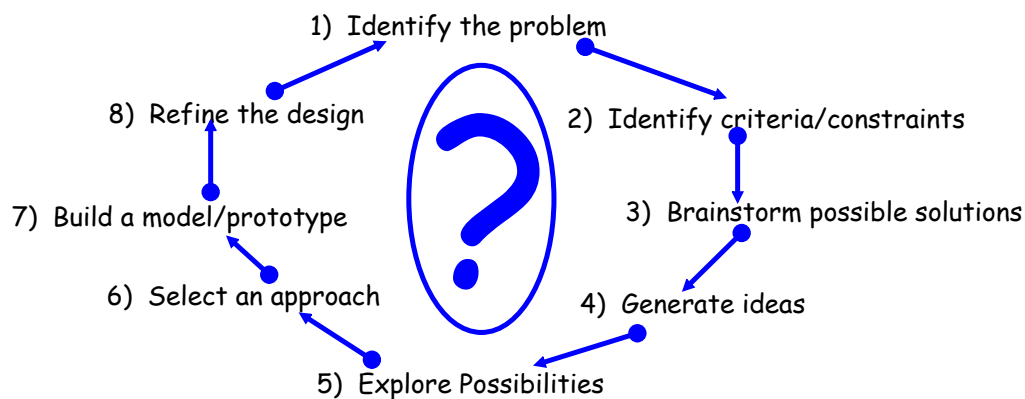 1) Identify the problem
2) Identify criteria/constraints
3) Brainstorm possible solutions
4) Generate ideas
5) Explore Possibilities
6) Select an approach
7) Build a model/prototype
8) Refine the design
?